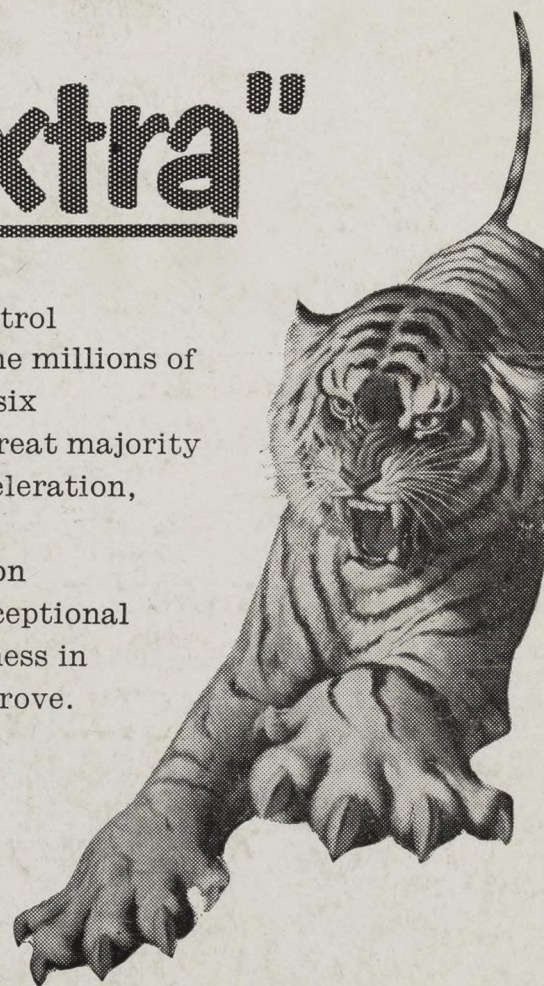 xtra"
trol
he millions of
six
reat majority
eleration,
on
ceptional
ness in
rove.